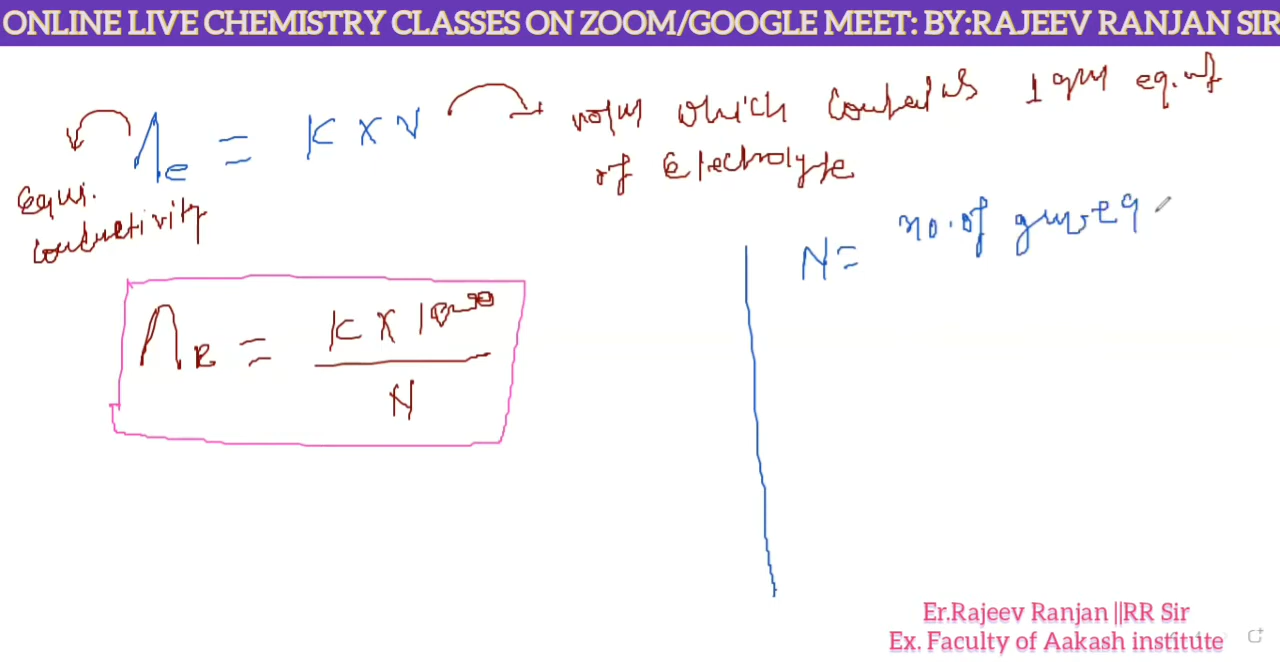 ONLINE LIVE CHEMISTRY CLASSES ON ZOOM/GOOGLE MEET: BY:RAJEEV RANJAN SIR
Λe = K × V → which contains 1 gm eq. wt
of Electrolyte
Equi.
conductivity
N = no. of gm eq
Λe = K × 1000
N
Er.Rajeev Ranjan ||RR Sir
Ex. Faculty of Aakash institute